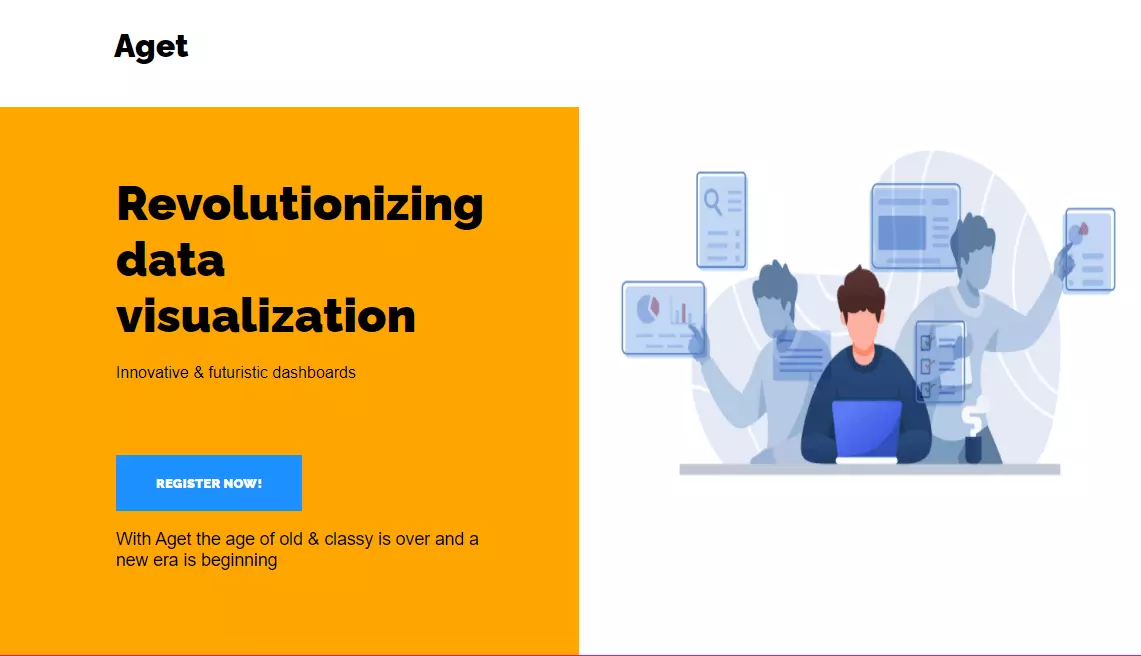 Aget
Revolutionizing
data
visualization
Innovative & futuristic dashboards
REGISTER NOW!
With Aget the age of old & classy is over and a
new era is beginning